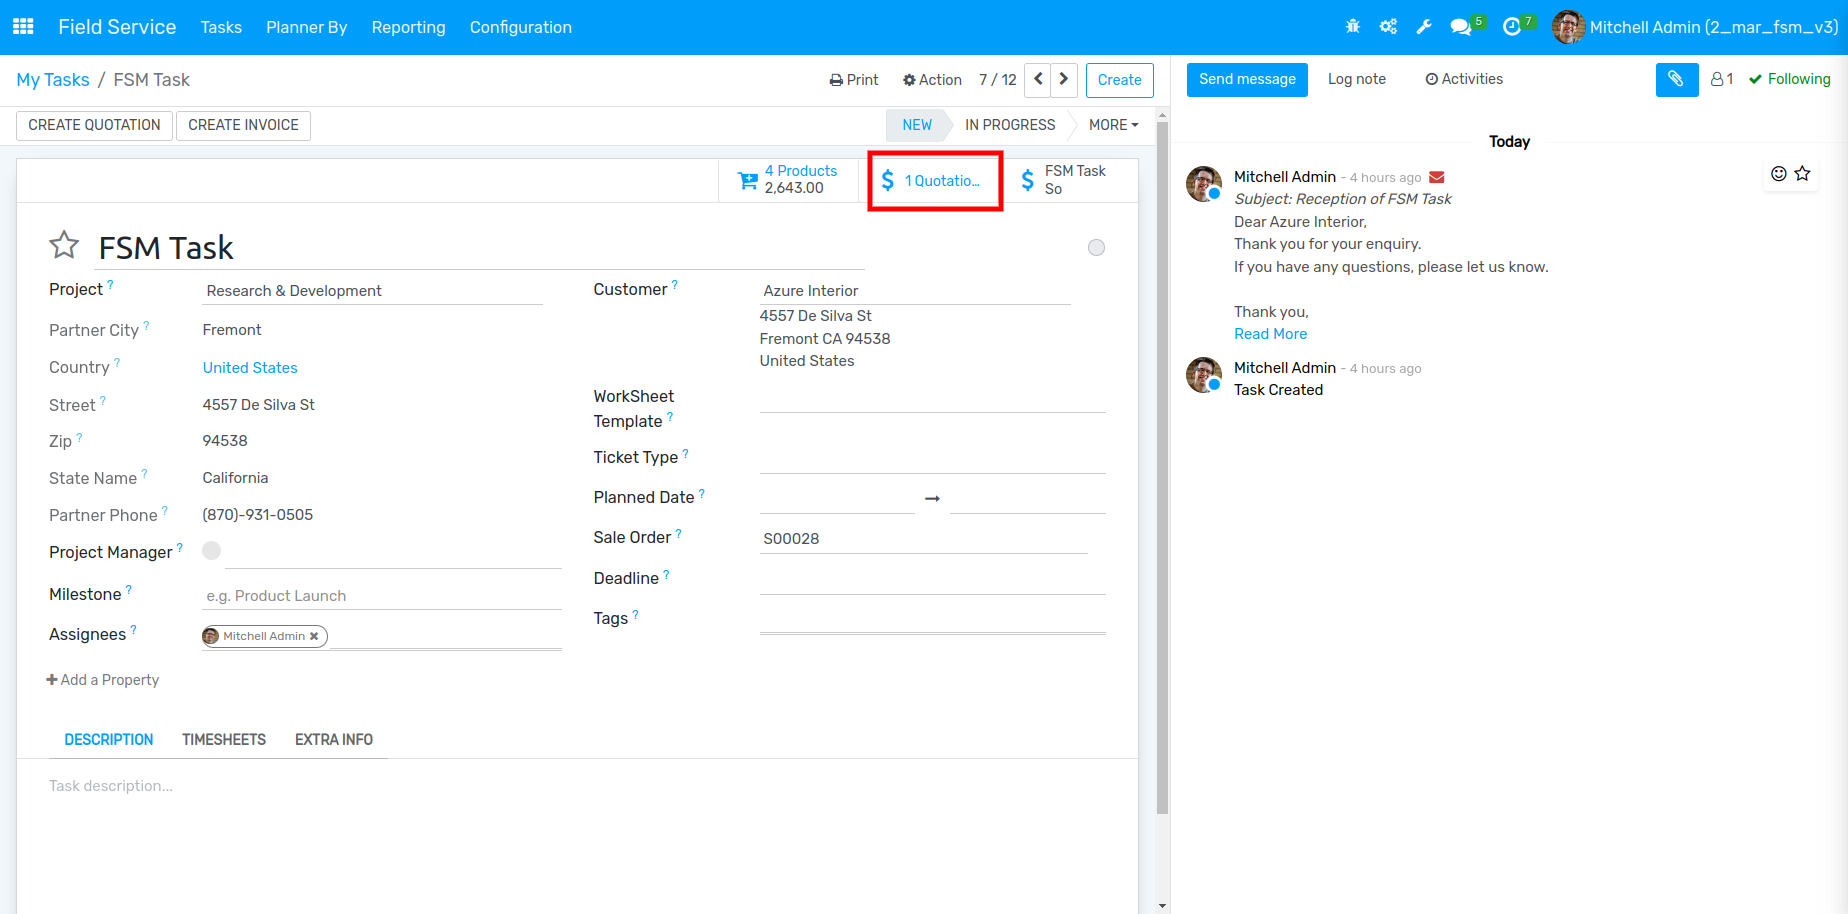 Field Service Tasks Planner By Reporting Configuration 5 7 Mitchell Admin (2_mar_fsm_v3)
My Tasks / FSM Task Print Action 7 / 12 Create
CREATE QUOTATION CREATE INVOICE NEW IN PROGRESS MORE
4 Products
2,643.00
1 Quotatio...
FSM Task
So
FSM Task
Project ? Research & Development
Partner City ? Fremont
Country ? United States
Street ? 4557 De Silva St
Zip ? 94538
State Name ? California
Partner Phone ? (870)-931-0505
Project Manager ?
Milestone ? e.g. Product Launch
Assignees ? Mitchell Admin
Add a Property
Customer ? Azure Interior
4557 De Silva St
Fremont CA 94538
United States
WorkSheet
Template ?
Ticket Type ?
Planned Date ?
Sale Order ? S00028
Deadline ?
Tags ?
DESCRIPTION TIMESHEETS EXTRA INFO
Task description...
Send message Log note Activities 1 Following
Today
Mitchell Admin - 4 hours ago
Subject: Reception of FSM Task
Dear Azure Interior,
Thank you for your enquiry.
If you have any questions, please let us know.
Thank you,
Read More
Mitchell Admin - 4 hours ago
Task Created